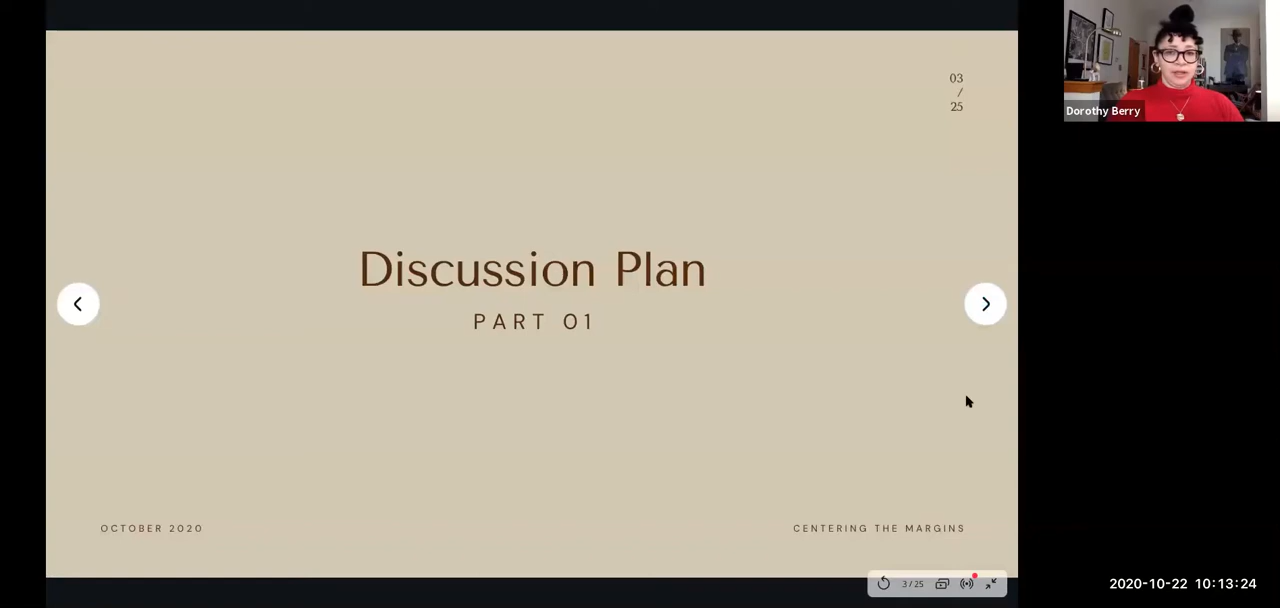 03
/
25
Dorothy Berry
Discussion Plan
PART 01
OCTOBER 2020
CENTERING THE MARGINS
3 / 25
2020-10-22 10:13:24